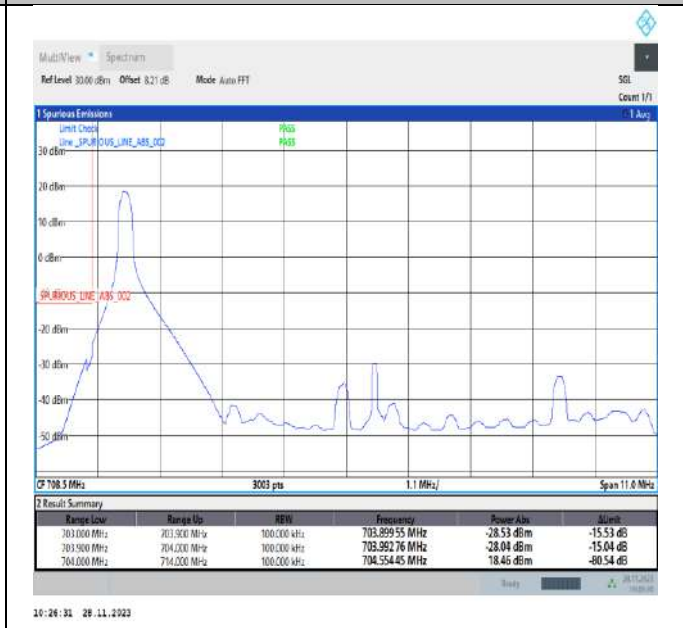 MultiView Spectrum
Ref Level 30.00 dBm Offset 8.21 dB Mode Auto FFT SGL
Count 1/1
1 Spurious Emissions 1 Avg
Limit Check PASS
Line _SPURIOUS_LINE_ABS_002 PASS
30 dBm
20 dBm
10 dBm
0 dBm
_SPURIOUS_LINE_ABS_002
-20 dBm
-30 dBm
-40 dBm
-50 dBm
CF 708.5 MHz 3003 pts 1.1 MHz/ Span 11.0 MHz
2 Result Summary
Range Low Range Up RBW Frequency Power Abs ΔLimit
703.000 MHz 703.900 MHz 100.000 kHz 703.89955 MHz -28.53 dBm -15.53 dB
703.900 MHz 704.000 MHz 100.000 kHz 703.99276 MHz -28.04 dBm -15.04 dB
704.000 MHz 714.000 MHz 100.000 kHz 704.55445 MHz 18.46 dBm -80.54 dB
Ready 28.11.2023
10:26:31 28.11.2023